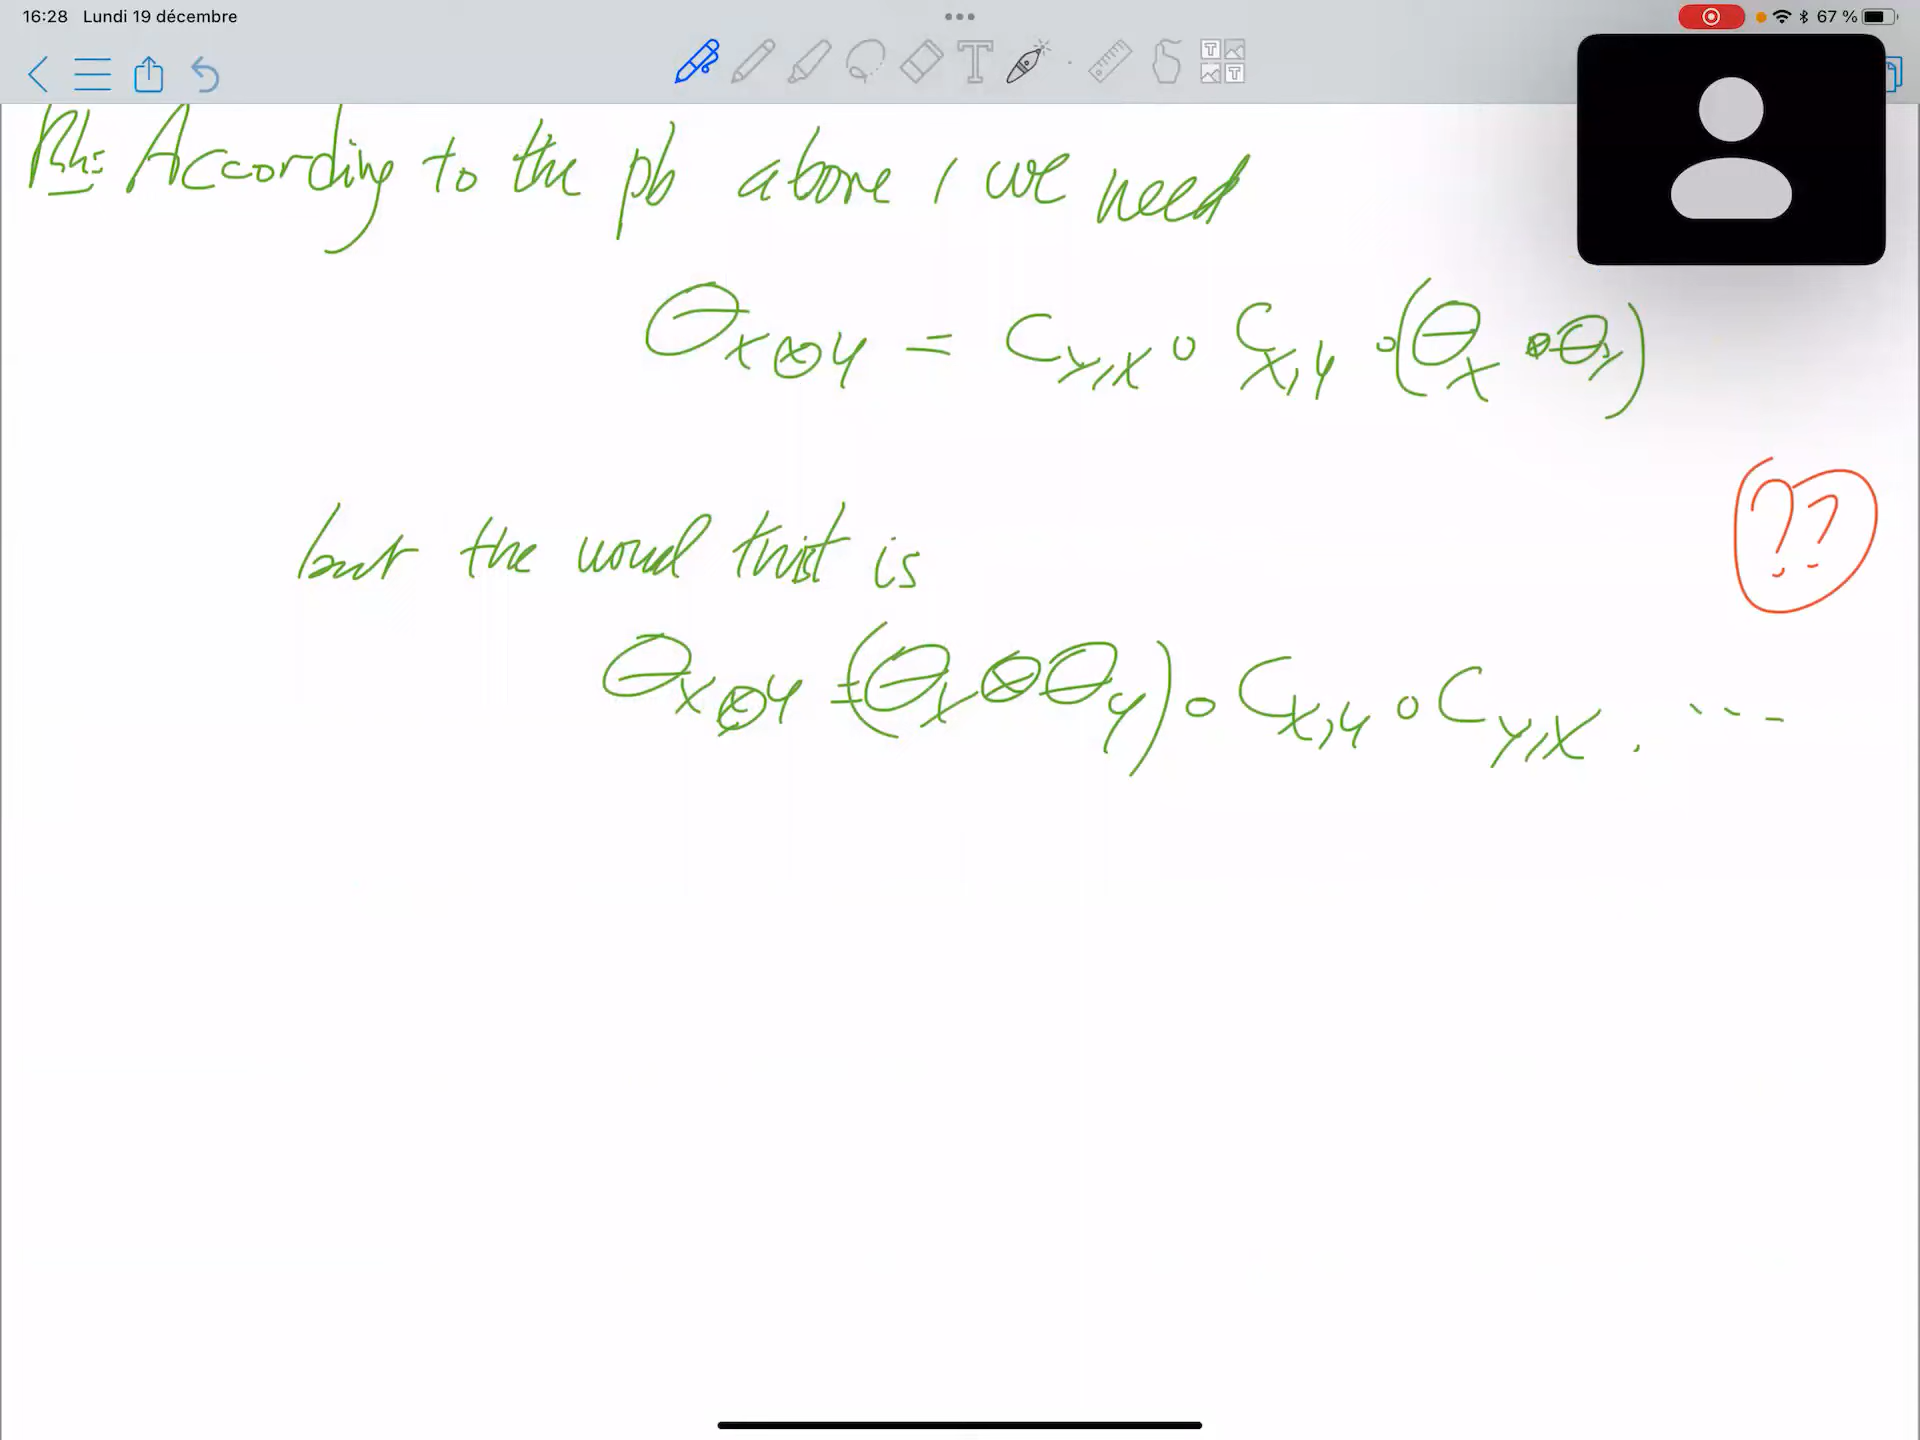 16:28 Lundi 19 décembre
67 %
Rk: According to the pb above, we need
θ_{X⊗Y} = C_{Y,X} ∘ C_{X,Y} ∘ (θ_X ⊗ θ_Y)
??
but the usual twist is
θ_{X⊗Y} = (θ_X ⊗ θ_Y) ∘ C_{X,Y} ∘ C_{Y,X} . ...